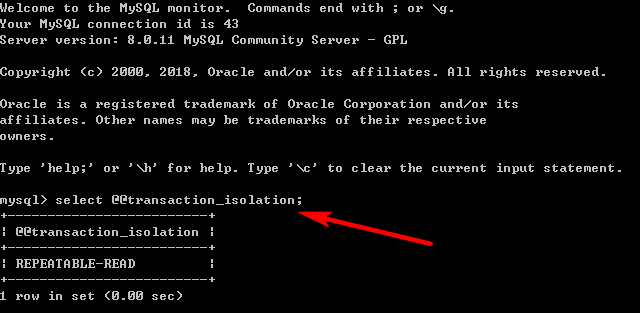 Welcome to the MySQL monitor.  Commands end with ; or \g.
Your MySQL connection id is 43
Server version: 8.0.11 MySQL Community Server - GPL
Copyright (c) 2000, 2018, Oracle and/or its affiliates. All rights reserved.
Oracle is a registered trademark of Oracle Corporation and/or its
affiliates. Other names may be trademarks of their respective
owners.
Type 'help;' or '\h' for help. Type '\c' to clear the current input statement.
mysql> select @@transaction_isolation;
+-------------------------+
| @@transaction_isolation |
+-------------------------+
| REPEATABLE-READ         |
+-------------------------+
1 row in set (0.00 sec)